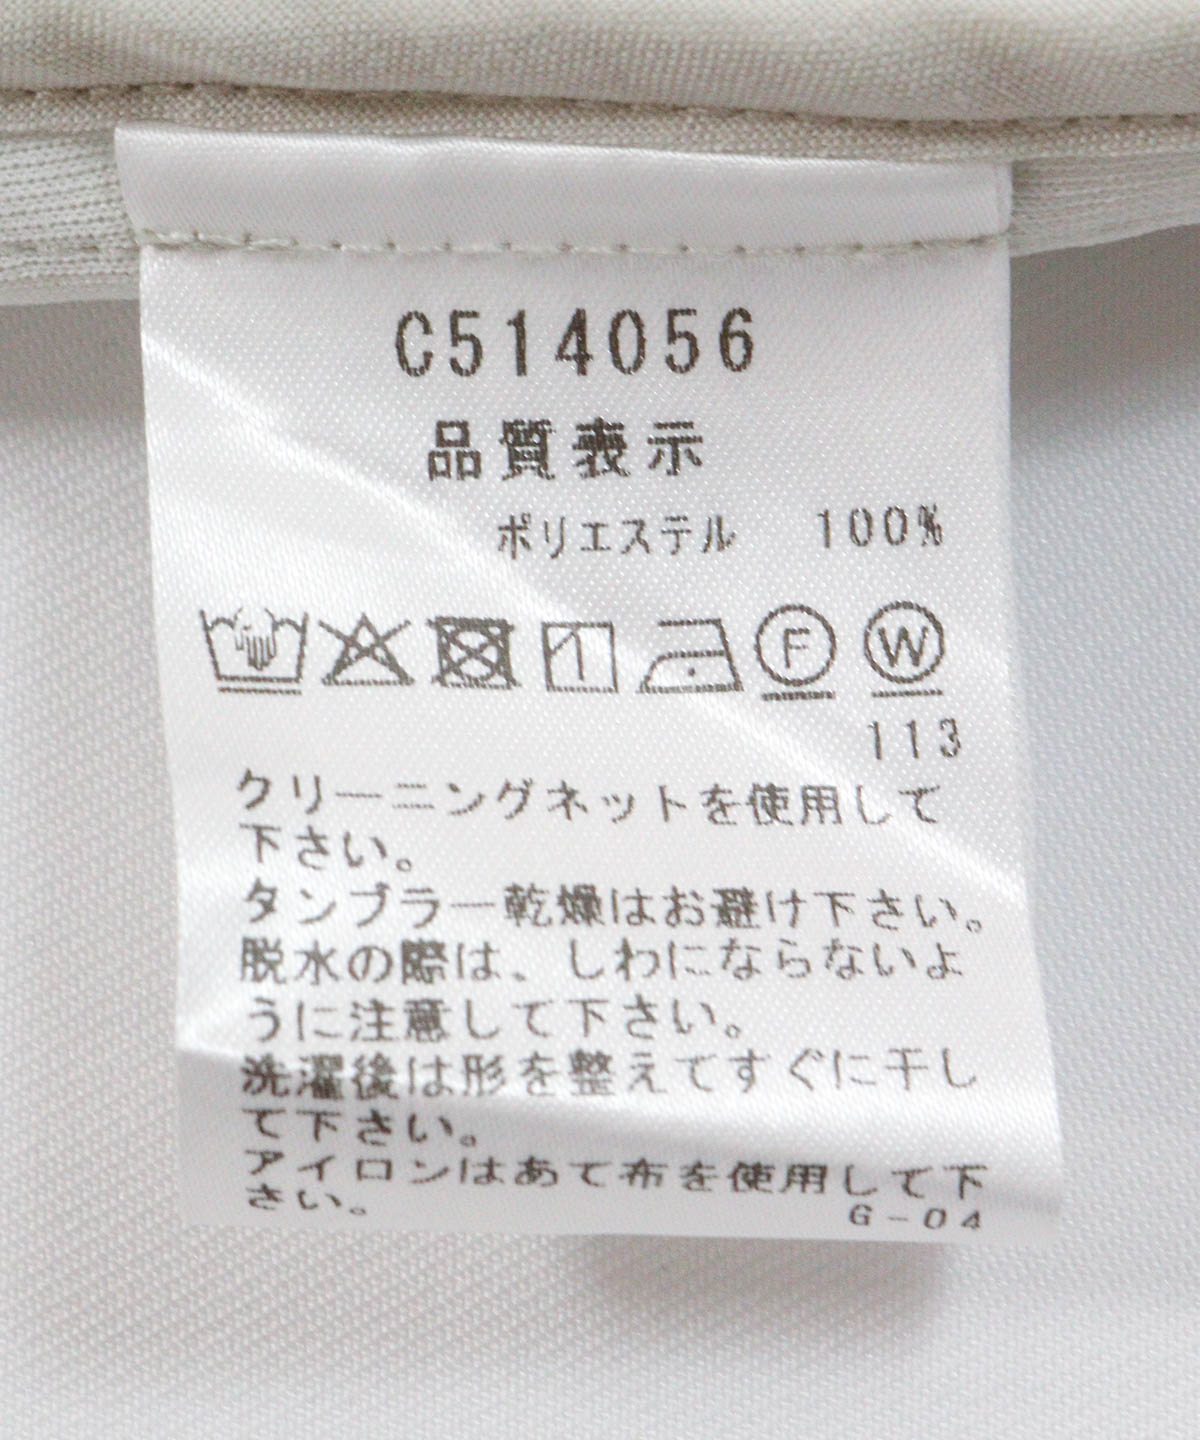 C514056
品質表示
ポリエステル 100%
1 F W
113
クリーニングネットを使用して
下さい。
タンブラー乾燥はお避け下さい。
脱水の際は、しわにならないよ
うに注意して下さい。
洗濯後は形を整えてすぐに干し
て下さい。
アイロンはあて布を使用して下
さい。
G-04